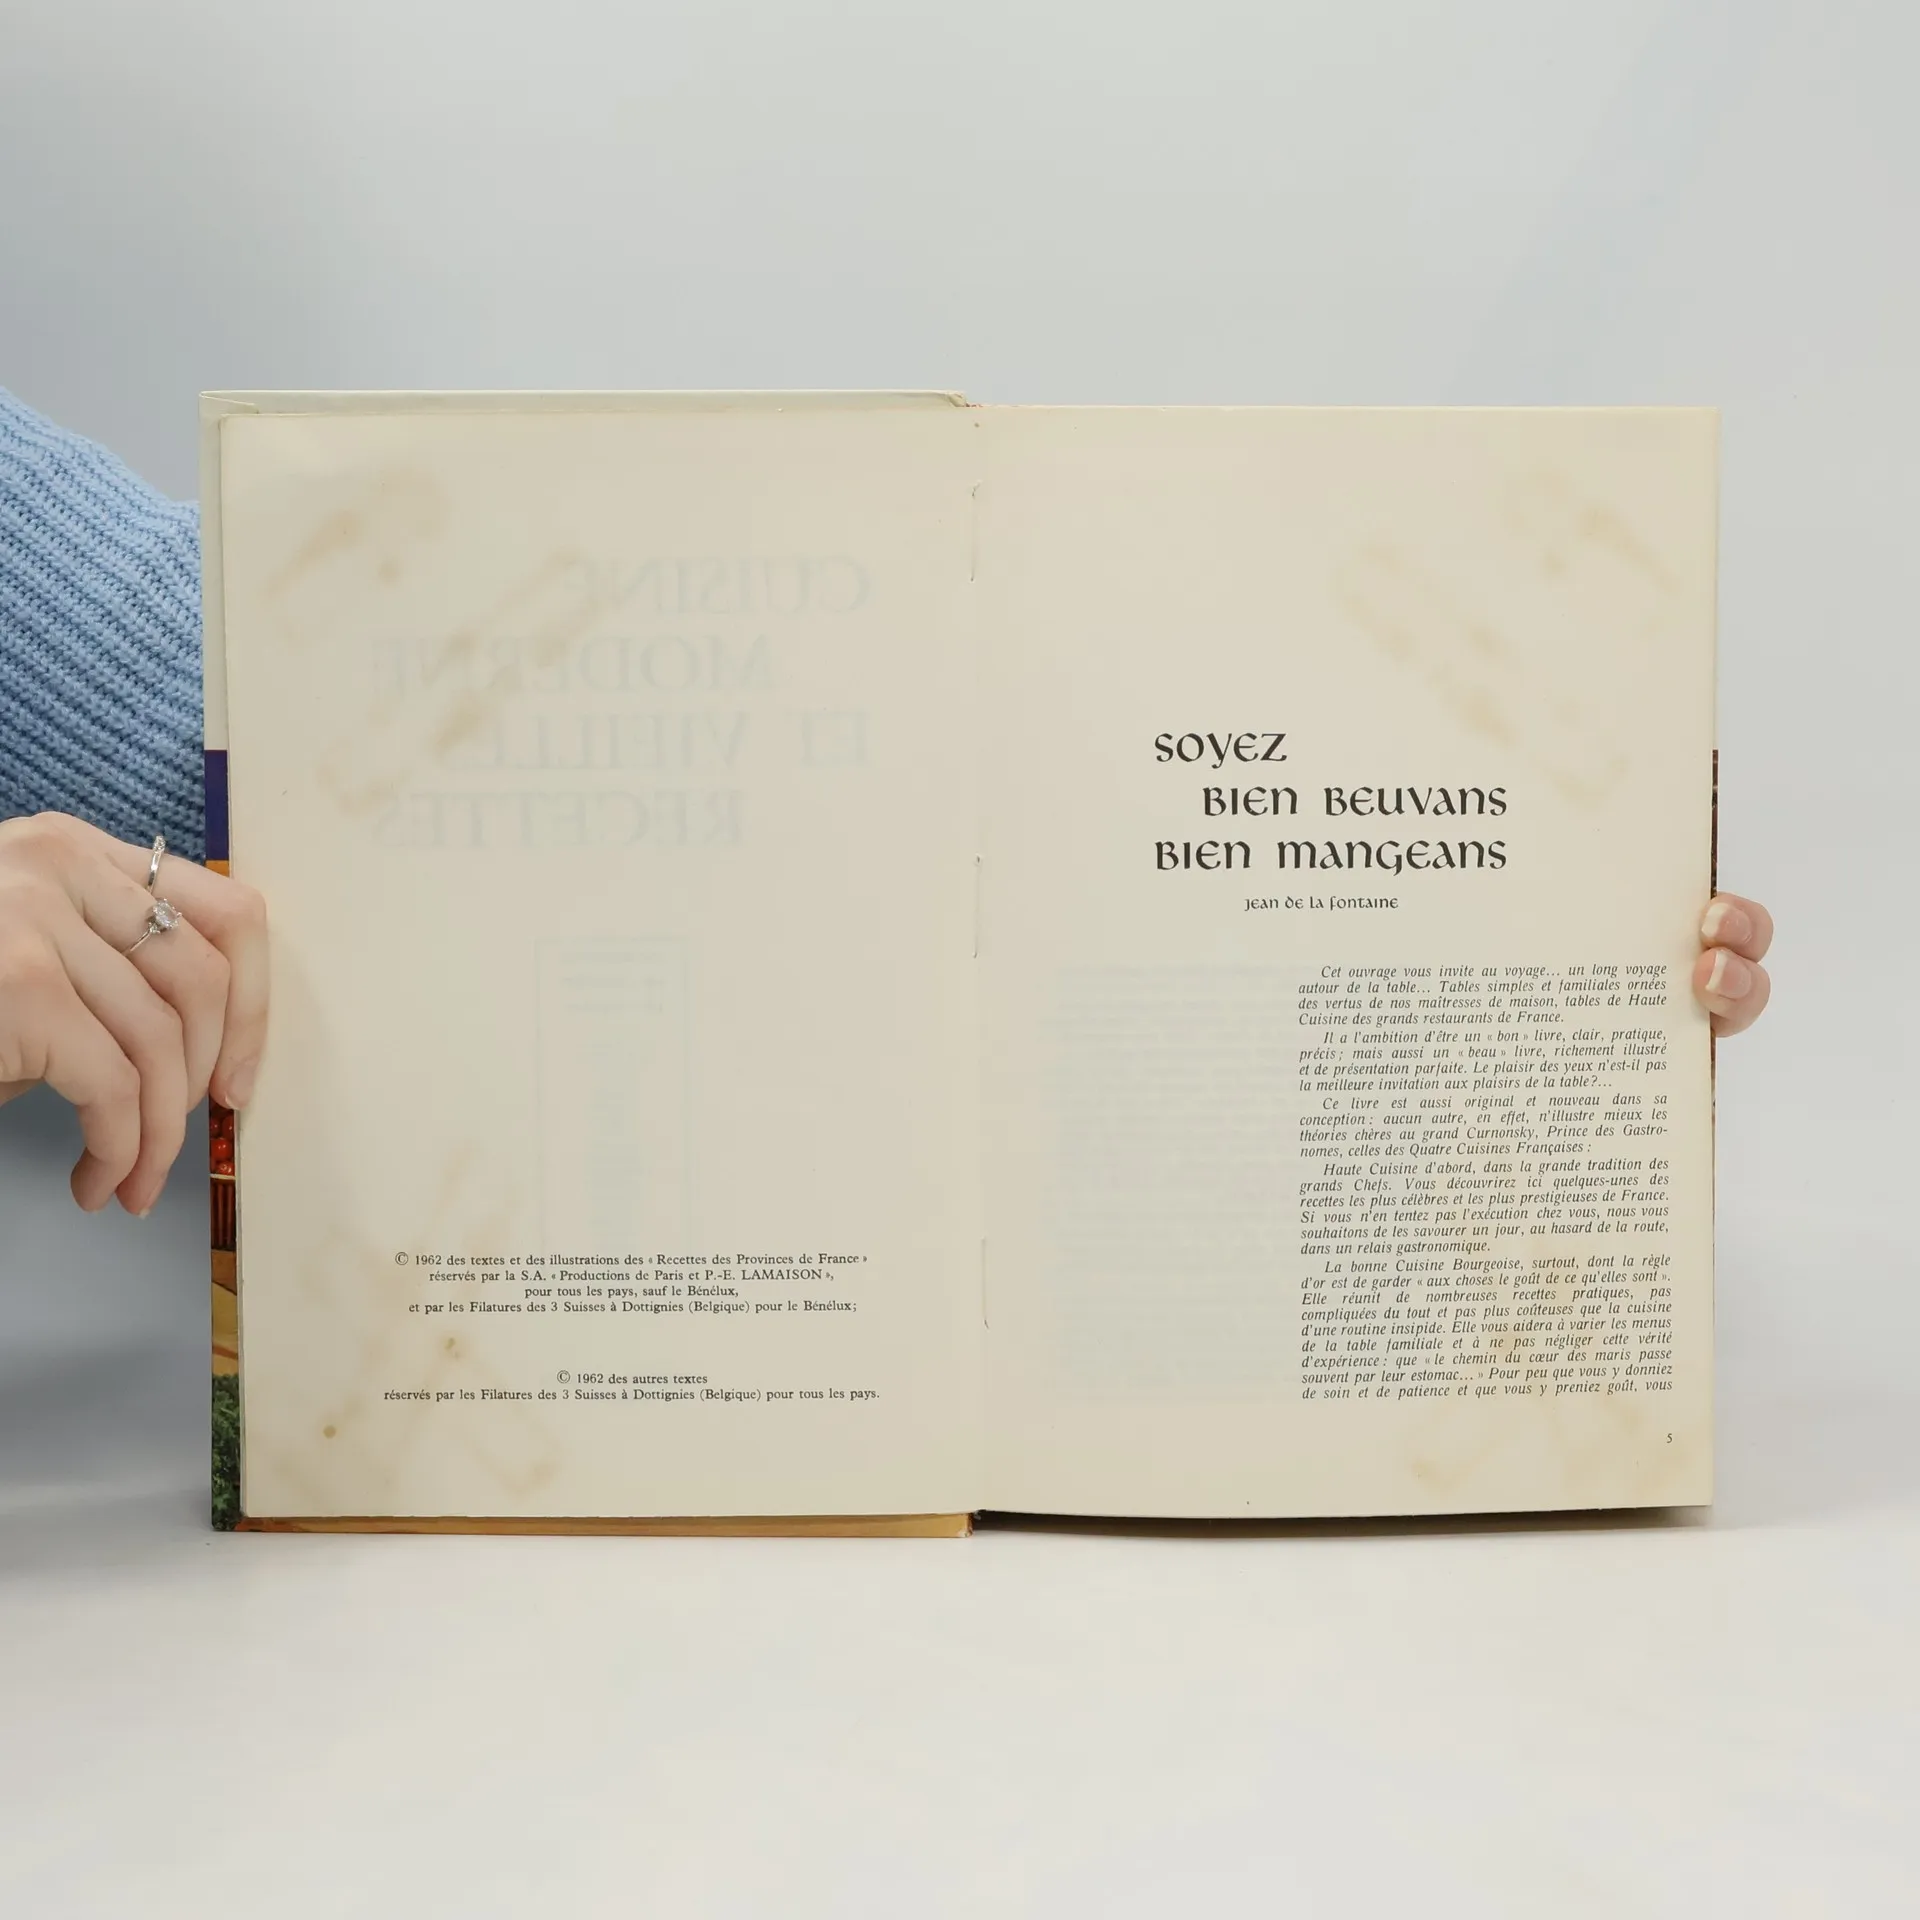 CUISINE
MODERNE
ET VIEILLES
RECETTES
© 1962 des textes et des illustrations des « Recettes des Provinces de France »
réservés par la S.A. « Productions de Paris et P.-E. LAMAISON »,
pour tous les pays, sauf le Bénélux,
et par les Filatures des 3 Suisses à Dottignies (Belgique) pour le Bénélux;
© 1962 des autres textes
réservés par les Filatures des 3 Suisses à Dottignies (Belgique) pour tous les pays.
SOYEZ
BIEN BEUVANS
BIEN MANGEANS
JEAN DE LA FONTAINE
Cet ouvrage vous invite au voyage... un long voyage
autour de la table... Tables simples et familiales ornées
des vertus de nos maîtresses de maison, tables de Haute
Cuisine des grands restaurants de France.
Il a l'ambition d'être un « bon » livre, clair, pratique,
précis; mais aussi un « beau » livre, richement illustré
et de présentation parfaite. Le plaisir des yeux n'est-il pas
la meilleure invitation aux plaisirs de la table?...
Ce livre est aussi original et nouveau dans sa
conception : aucun autre, en effet, n'illustre mieux les
théories chères au grand Curnonsky, Prince des Gastro-
nomes, celles des Quatre Cuisines Françaises :
Haute Cuisine d'abord, dans la grande tradition des
grands Chefs. Vous découvrirez ici quelques-unes des
recettes les plus célèbres et les plus prestigieuses de France.
Si vous n'en tentez pas l'exécution chez vous, nous vous
souhaitons de les savourer un jour, au hasard de la route,
dans un relais gastronomique.
La bonne Cuisine Bourgeoise, surtout, dont la règle
d'or est de garder « aux choses le goût de ce qu'elles sont ».
Elle réunit de nombreuses recettes pratiques, pas
compliquées du tout et pas plus coûteuses que la cuisine
d'une routine insipide. Elle vous aidera à varier les menus
de la table familiale et à ne pas négliger cette vérité
d'expérience : que « le chemin du cœur des maris passe
souvent par leur estomac... » Pour peu que vous y donniez
de soin et de patience et que vous y preniez goût, vous
5